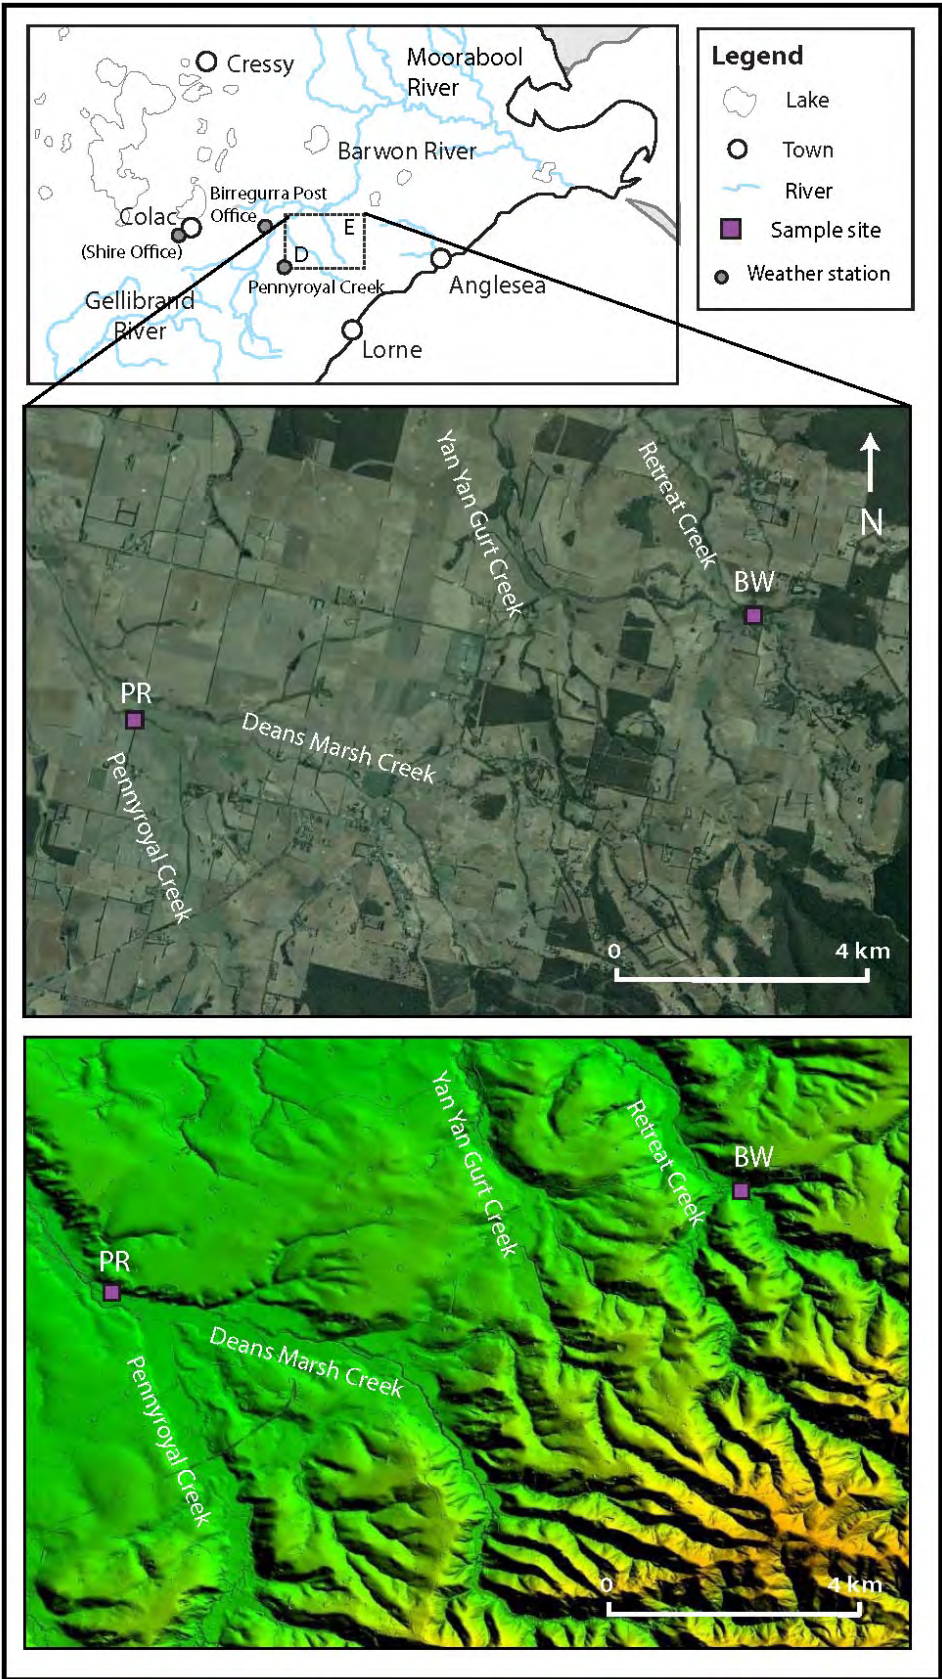 Cressy
Moorabool
River
Barwon River
Birregurra Post
Office
Colac
(Shire Office)
E
D
Pennyroyal Creek
Gellibrand
River
Anglesea
Lorne
Legend
Lake
Town
River
Sample site
Weather station
Yan Yan Gurt Creek
Retreat Creek
N
BW
PR
Deans Marsh Creek
Pennyroyal Creek
0 4 km
Yan Yan Gurt Creek
Retreat Creek
BW
PR
Deans Marsh Creek
Pennyroyal Creek
0 4 km